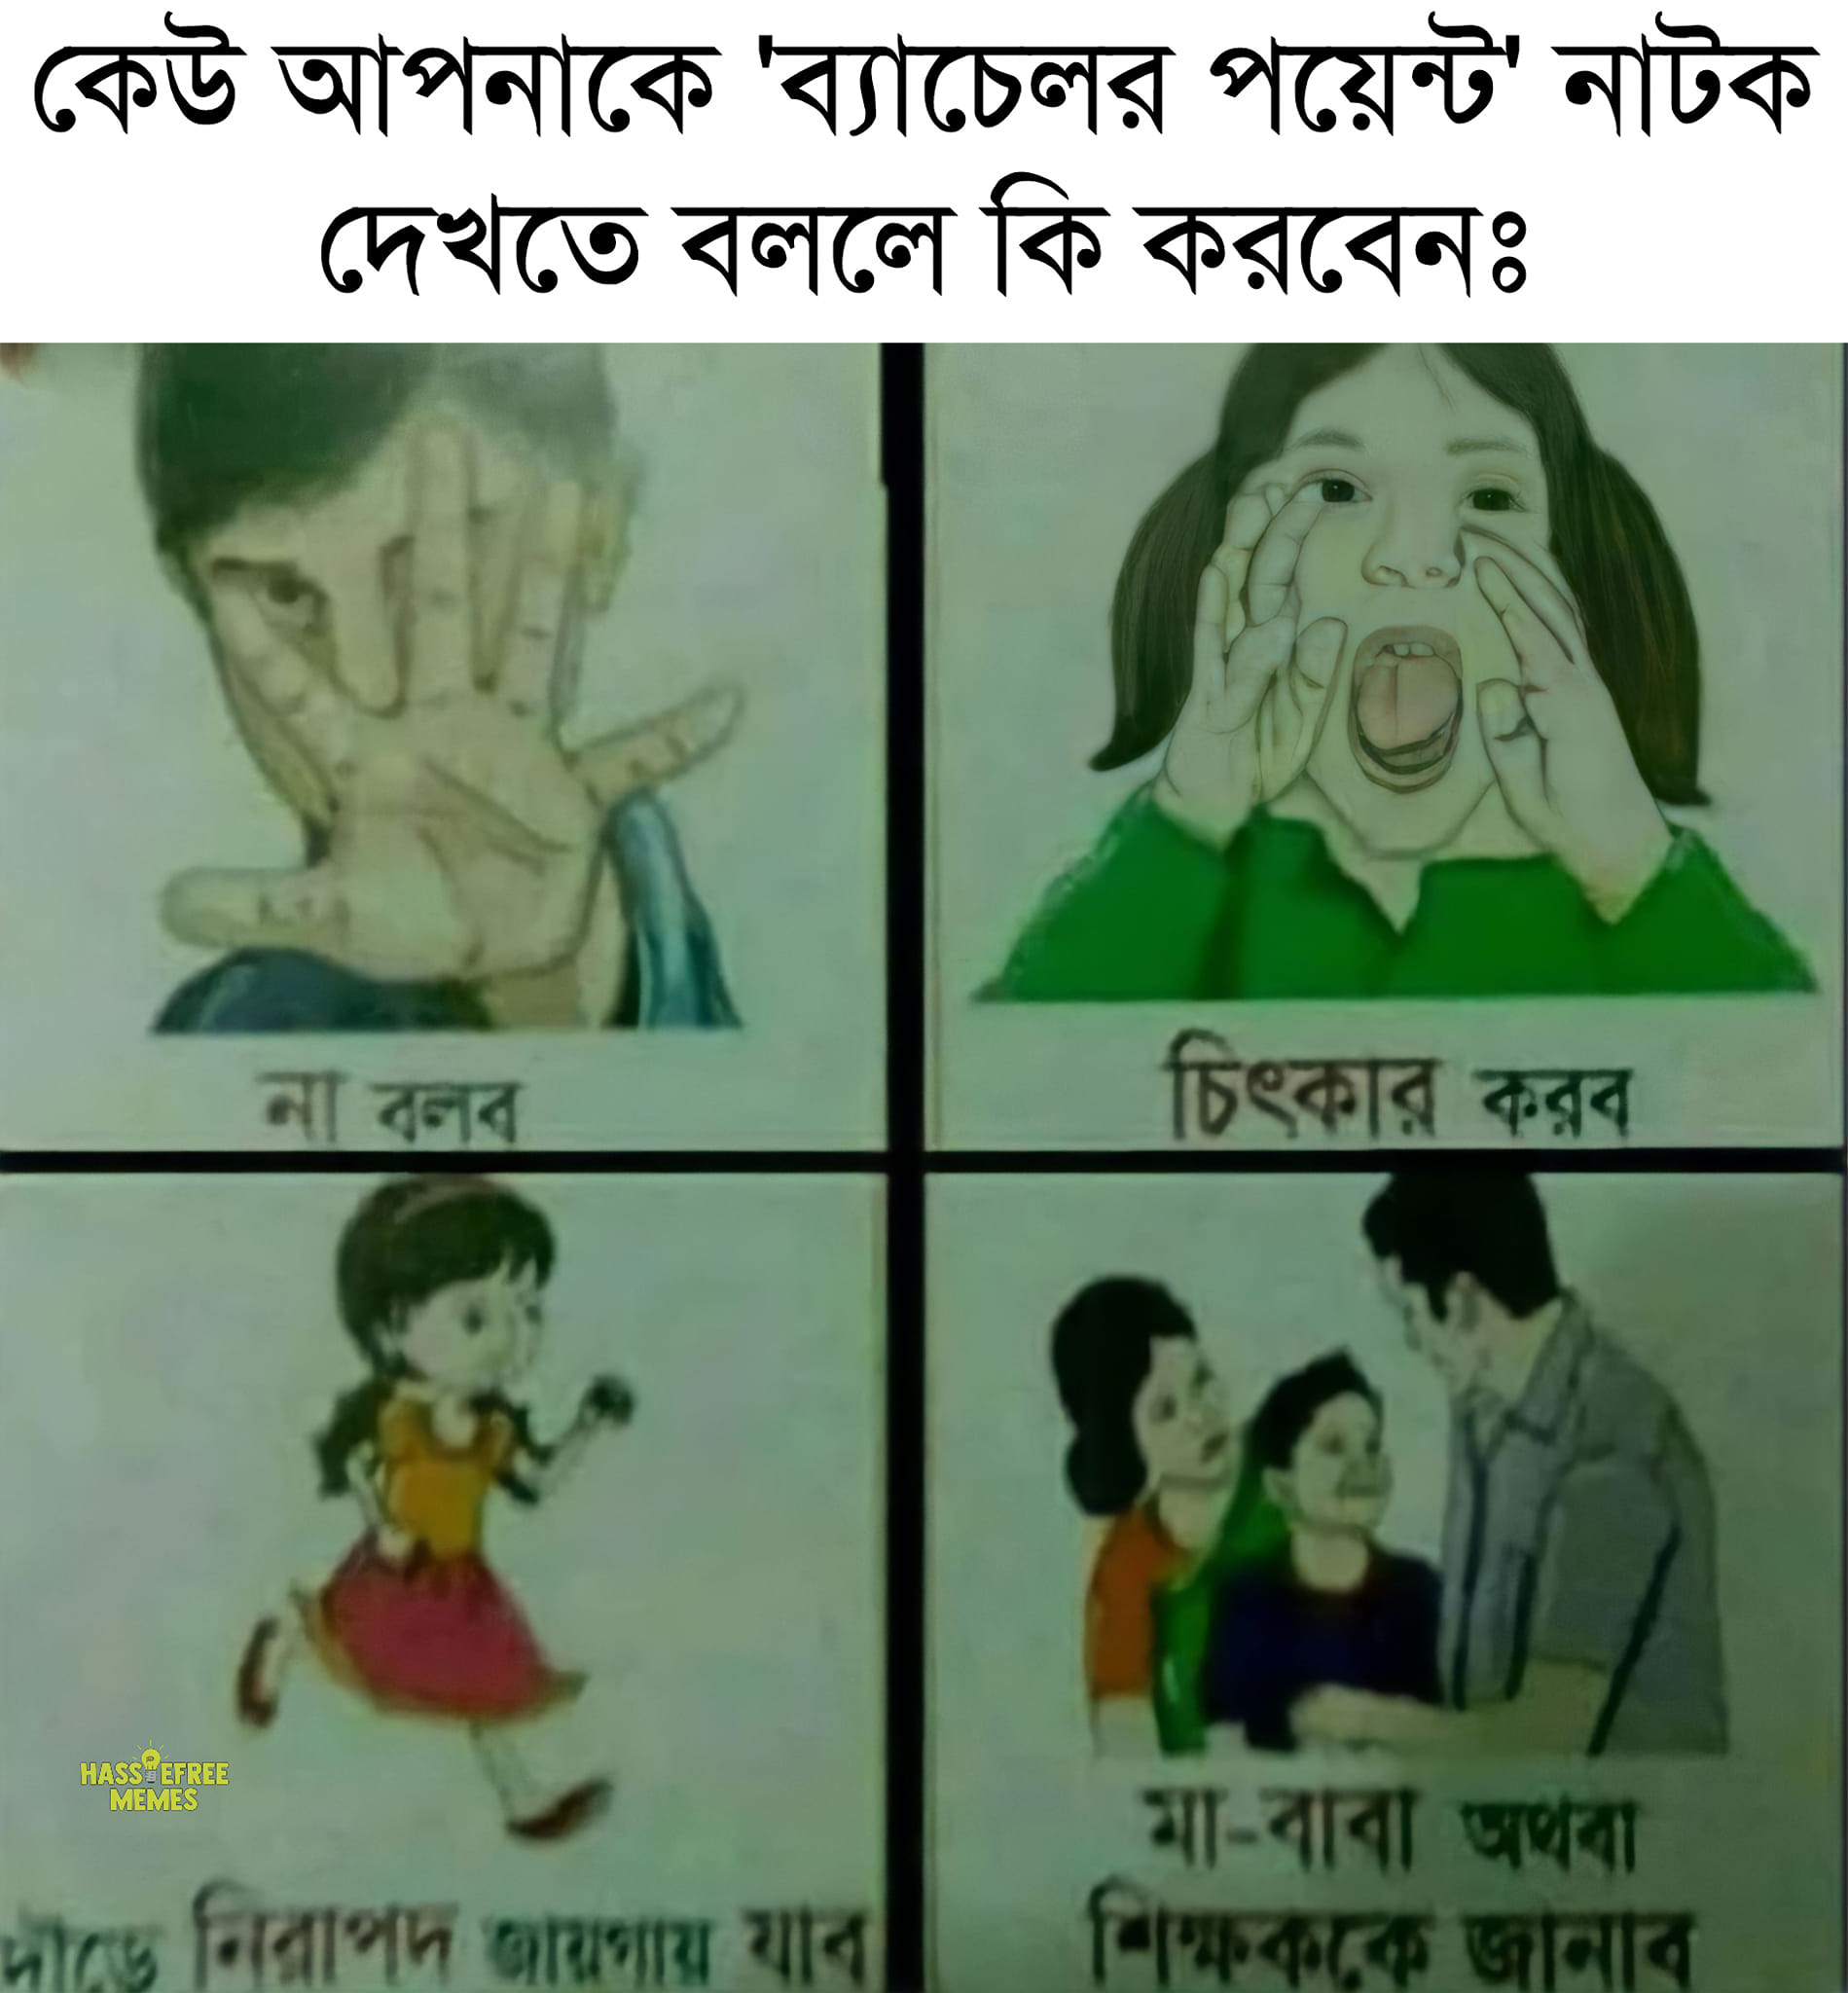 কেউ আপনাকে 'ব্যাচেলর পয়েন্ট' নাটক
দেখতে বললে কি করবেনঃ
না বলব
চিৎকার করব
দৌড়ে নিরাপদ জায়গায় যাব
মা-বাবা অথবা
শিক্ষককে জানাব
HASSLEFREE
MEMES